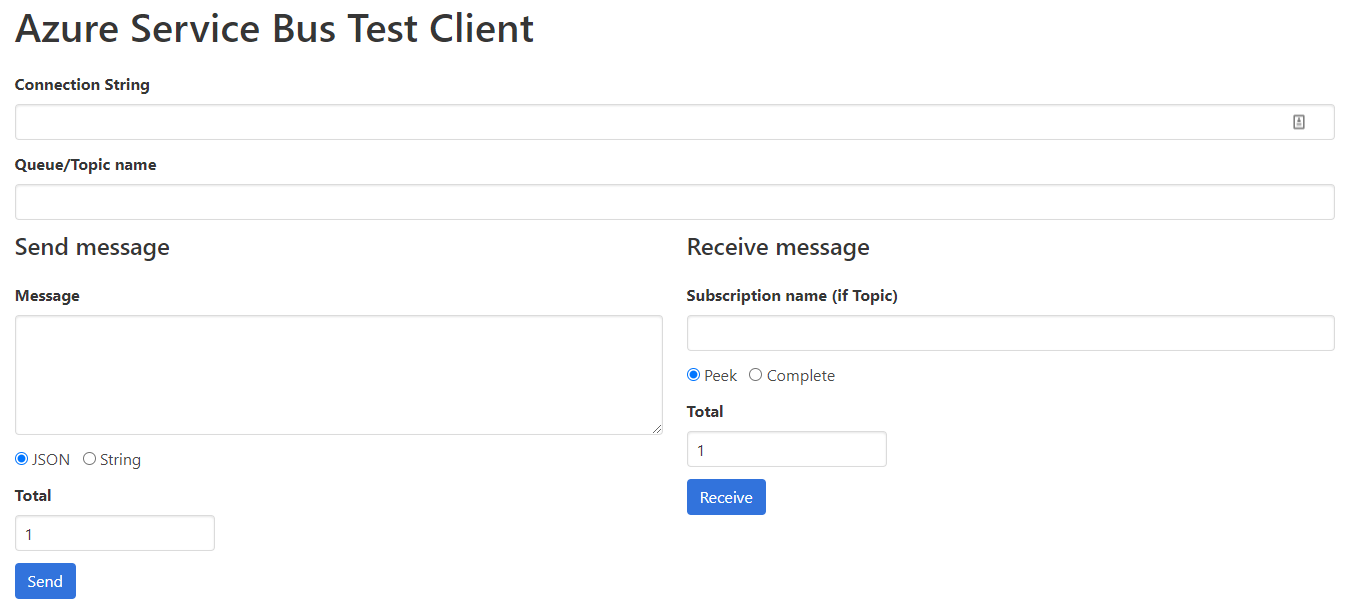 Azure Service Bus Test Client
Connection String
Queue/Topic name
Send message
Message
JSON String
Total
1
Send
Receive message
Subscription name (if Topic)
Peek Complete
Total
1
Receive